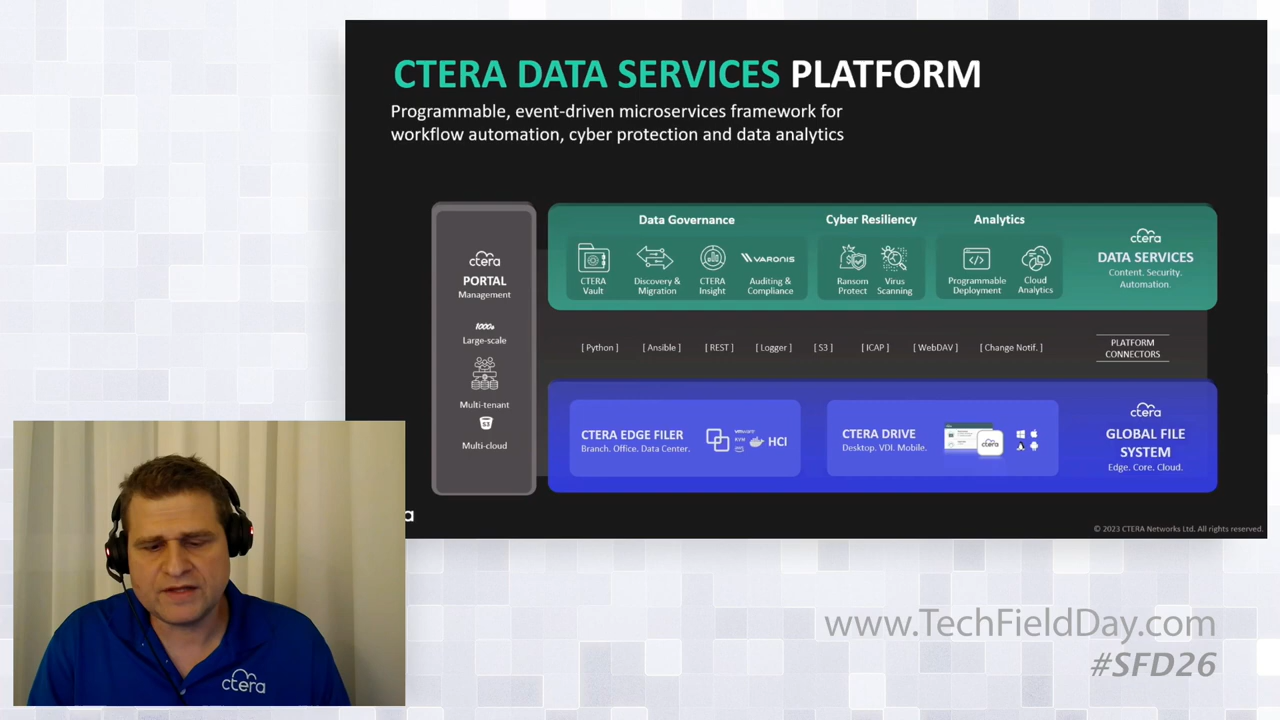 CTERA DATA SERVICES PLATFORM
Programmable, event-driven microservices framework for
workflow automation, cyber protection and data analytics
ctera
PORTAL
Management
1000s
Large-scale
Multi-tenant
S3
Multi-cloud
Data Governance
Cyber Resiliency
Analytics
CTERA
Vault
Discovery &
Migration
CTERA
Insight
VARONIS
Auditing &
Compliance
Ransom
Protect
Virus
Scanning
Programmable
Deployment
Cloud
Analytics
ctera
DATA SERVICES
Content. Security.
Automation.
[ Python ] [ Ansible ] [ REST ] [ Logger ] [ S3 ] [ ICAP ] [ WebDAV ] [ Change Notif. ]
PLATFORM
CONNECTORS
CTERA EDGE FILER
Branch. Office. Data Center.
vmware
KVM
aws
HCI
CTERA DRIVE
Desktop. VDI. Mobile.
ctera
ctera
GLOBAL FILE
SYSTEM
Edge. Core. Cloud.
a
© 2023 CTERA Networks Ltd. All rights reserved.
ctera
www.TechFieldDay.com
#SFD26